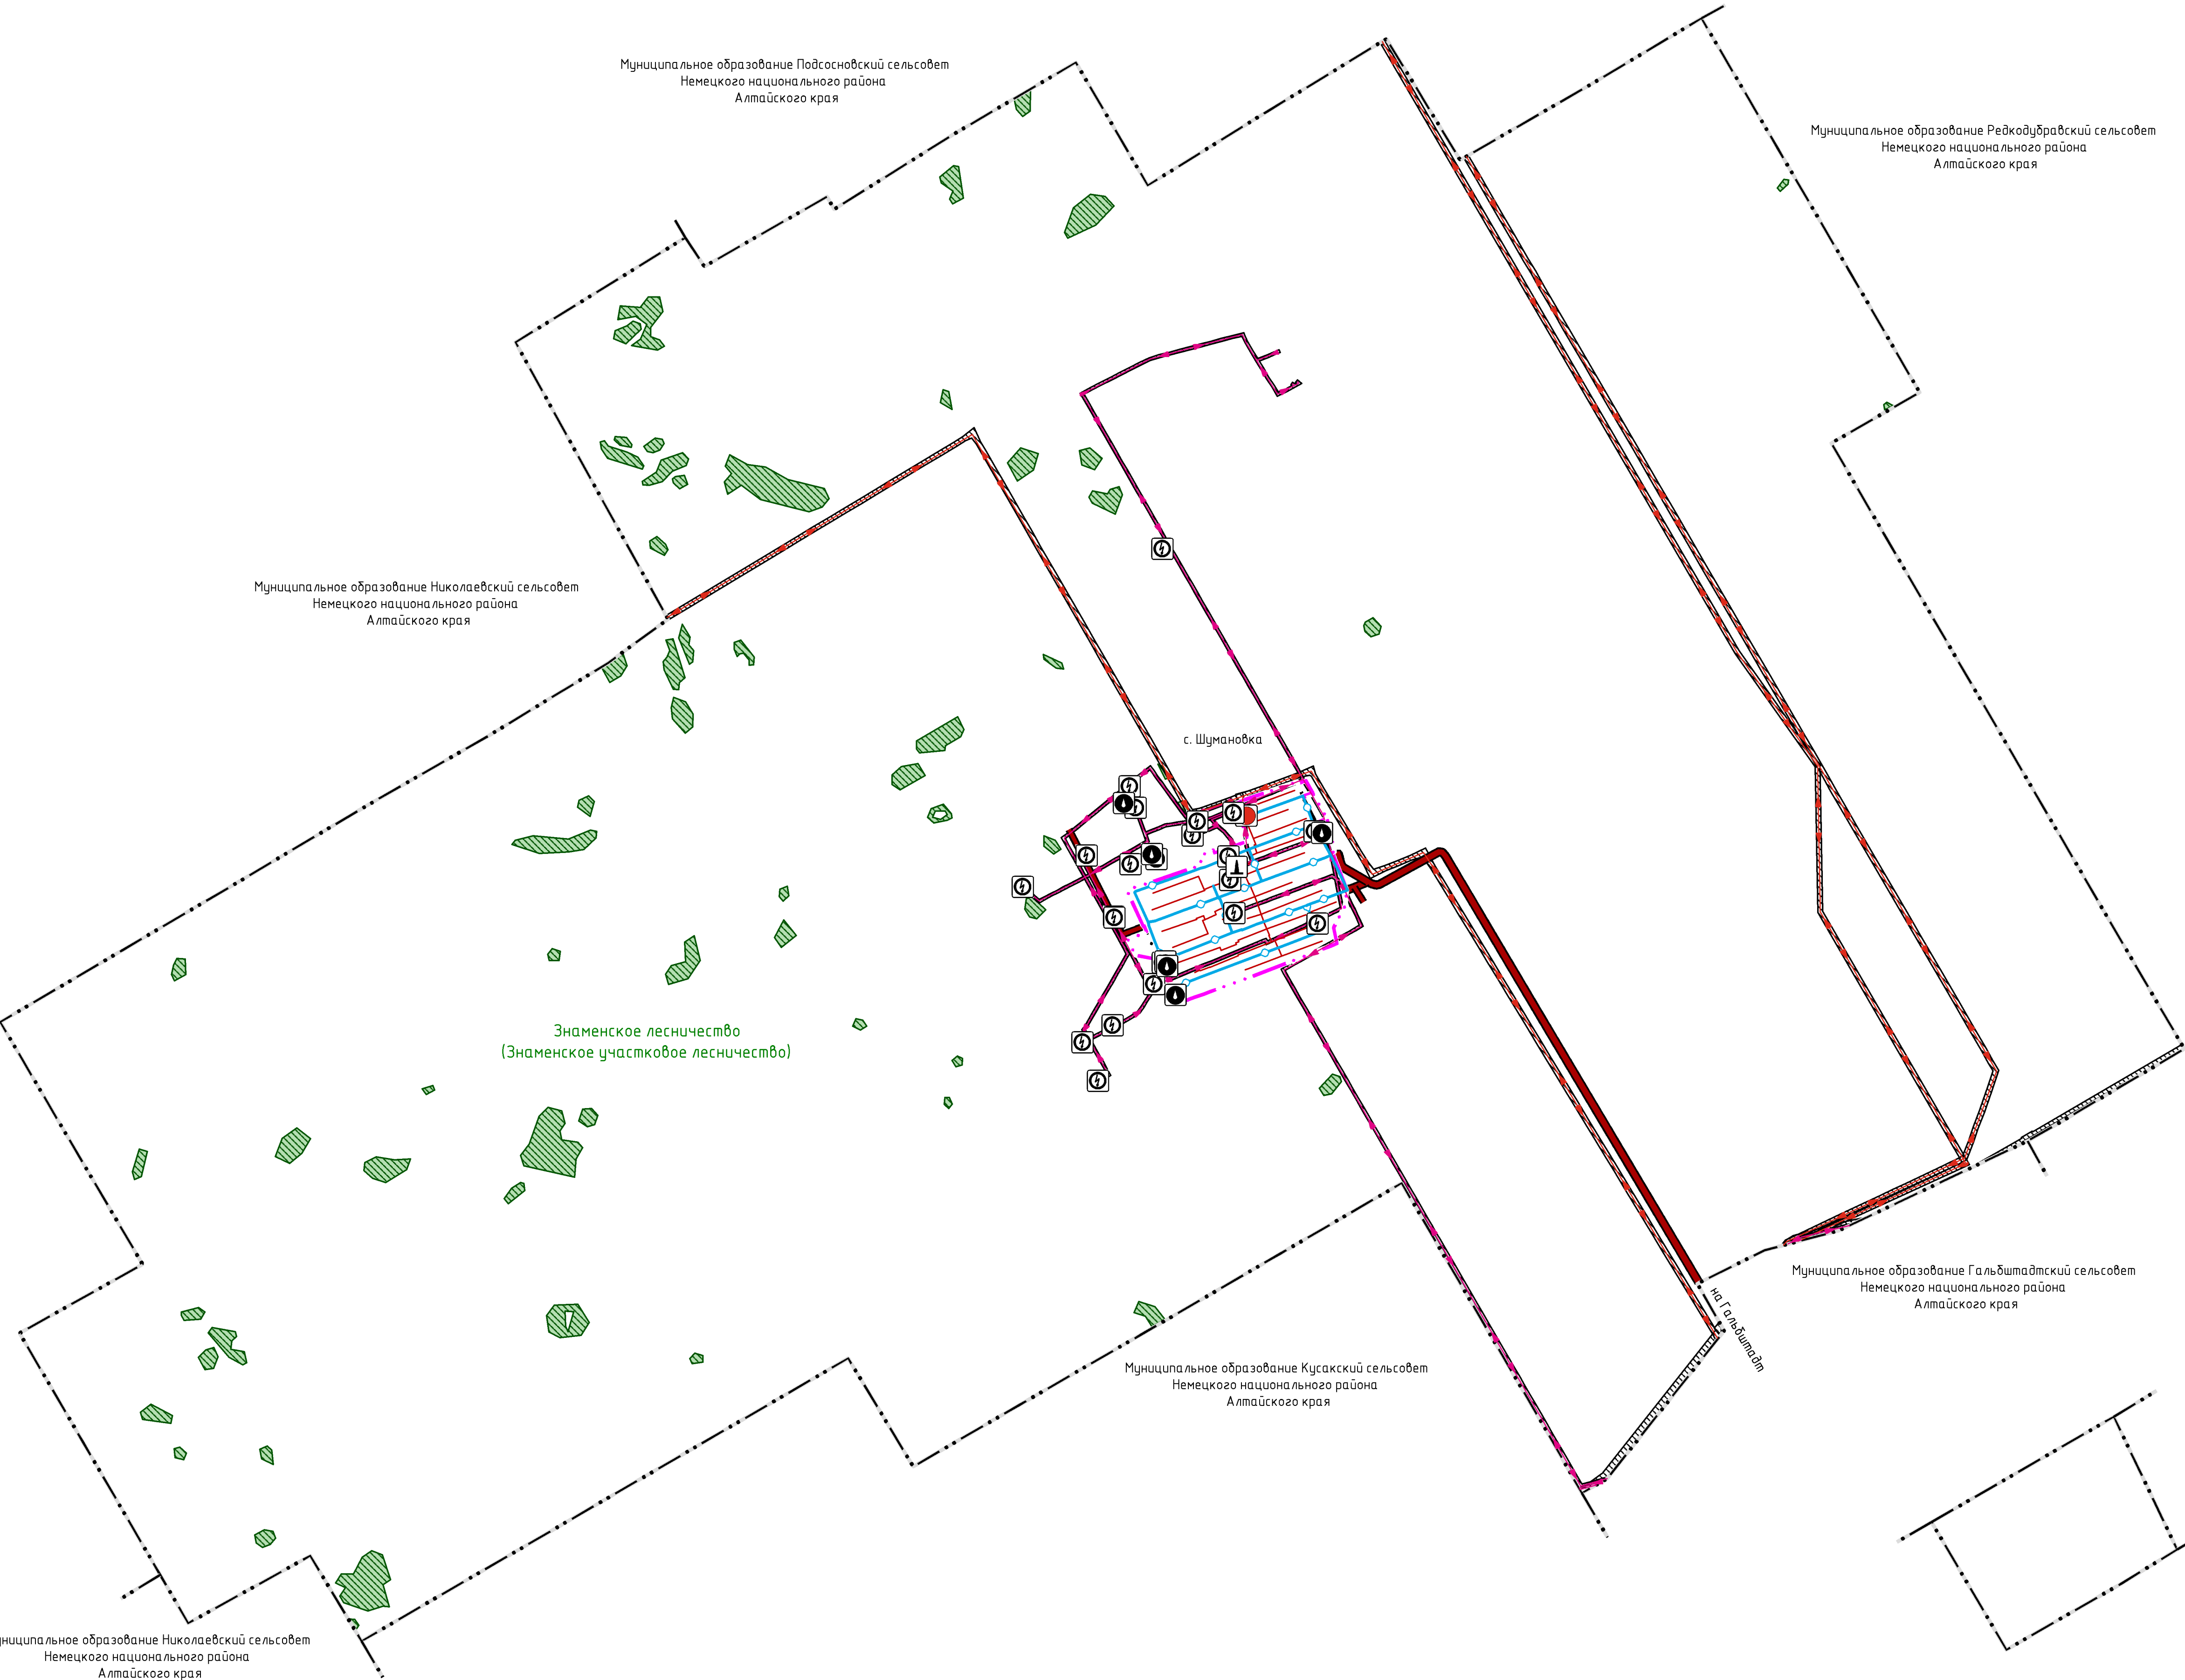 Муниципальное образование Подсосновский сельсовет
Немецкого национального района
Алтайского края
Муниципальное образование Редкодубравский сельсовет
Немецкого национального района
Алтайского края
Муниципальное образование Николаевский сельсовет
Немецкого национального района
Алтайского края
с. Шумановка
Знаменское лесничество
(Знаменское участковое лесничество)
Муниципальное образование Гальбштадтский сельсовет
Немецкого национального района
Алтайского края
на Гальбштадт
Муниципальное образование Кусакский сельсовет
Немецкого национального района
Алтайского края
униципальное образование Николаевский сельсовет
Немецкого национального района
Алтайского края